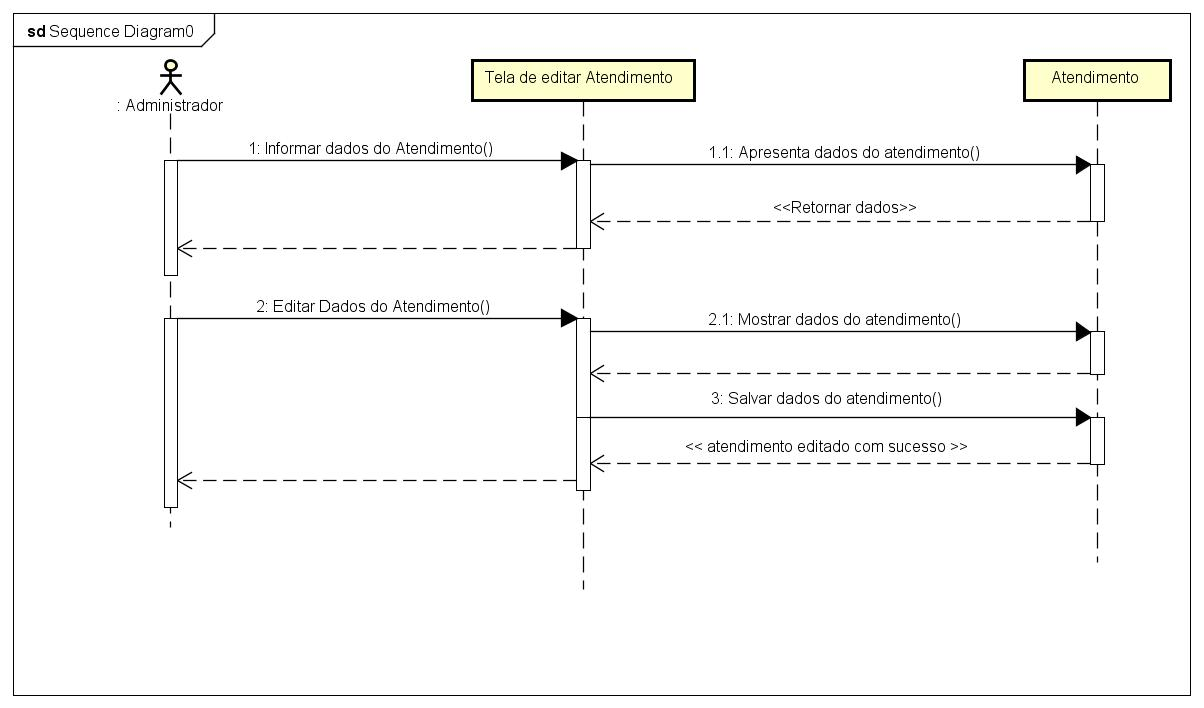 sd Sequence Diagram0
: Administrador
Tela de editar Atendimento
Atendimento
1: Informar dados do Atendimento()
1.1: Apresenta dados do atendimento()
<<Retornar dados>>
2: Editar Dados do Atendimento()
2.1: Mostrar dados do atendimento()
3: Salvar dados do atendimento()
<< atendimento editado com sucesso >>